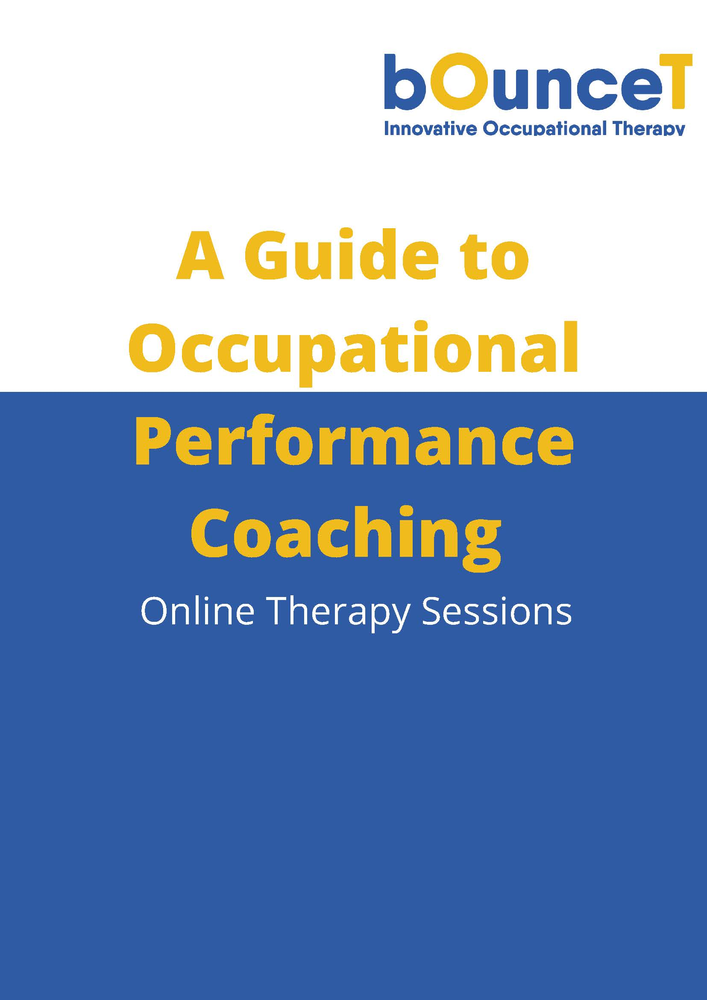 bOunceT
Innovative Occupational Therapy
A Guide to
Occupational
Performance
Coaching
Online Therapy Sessions